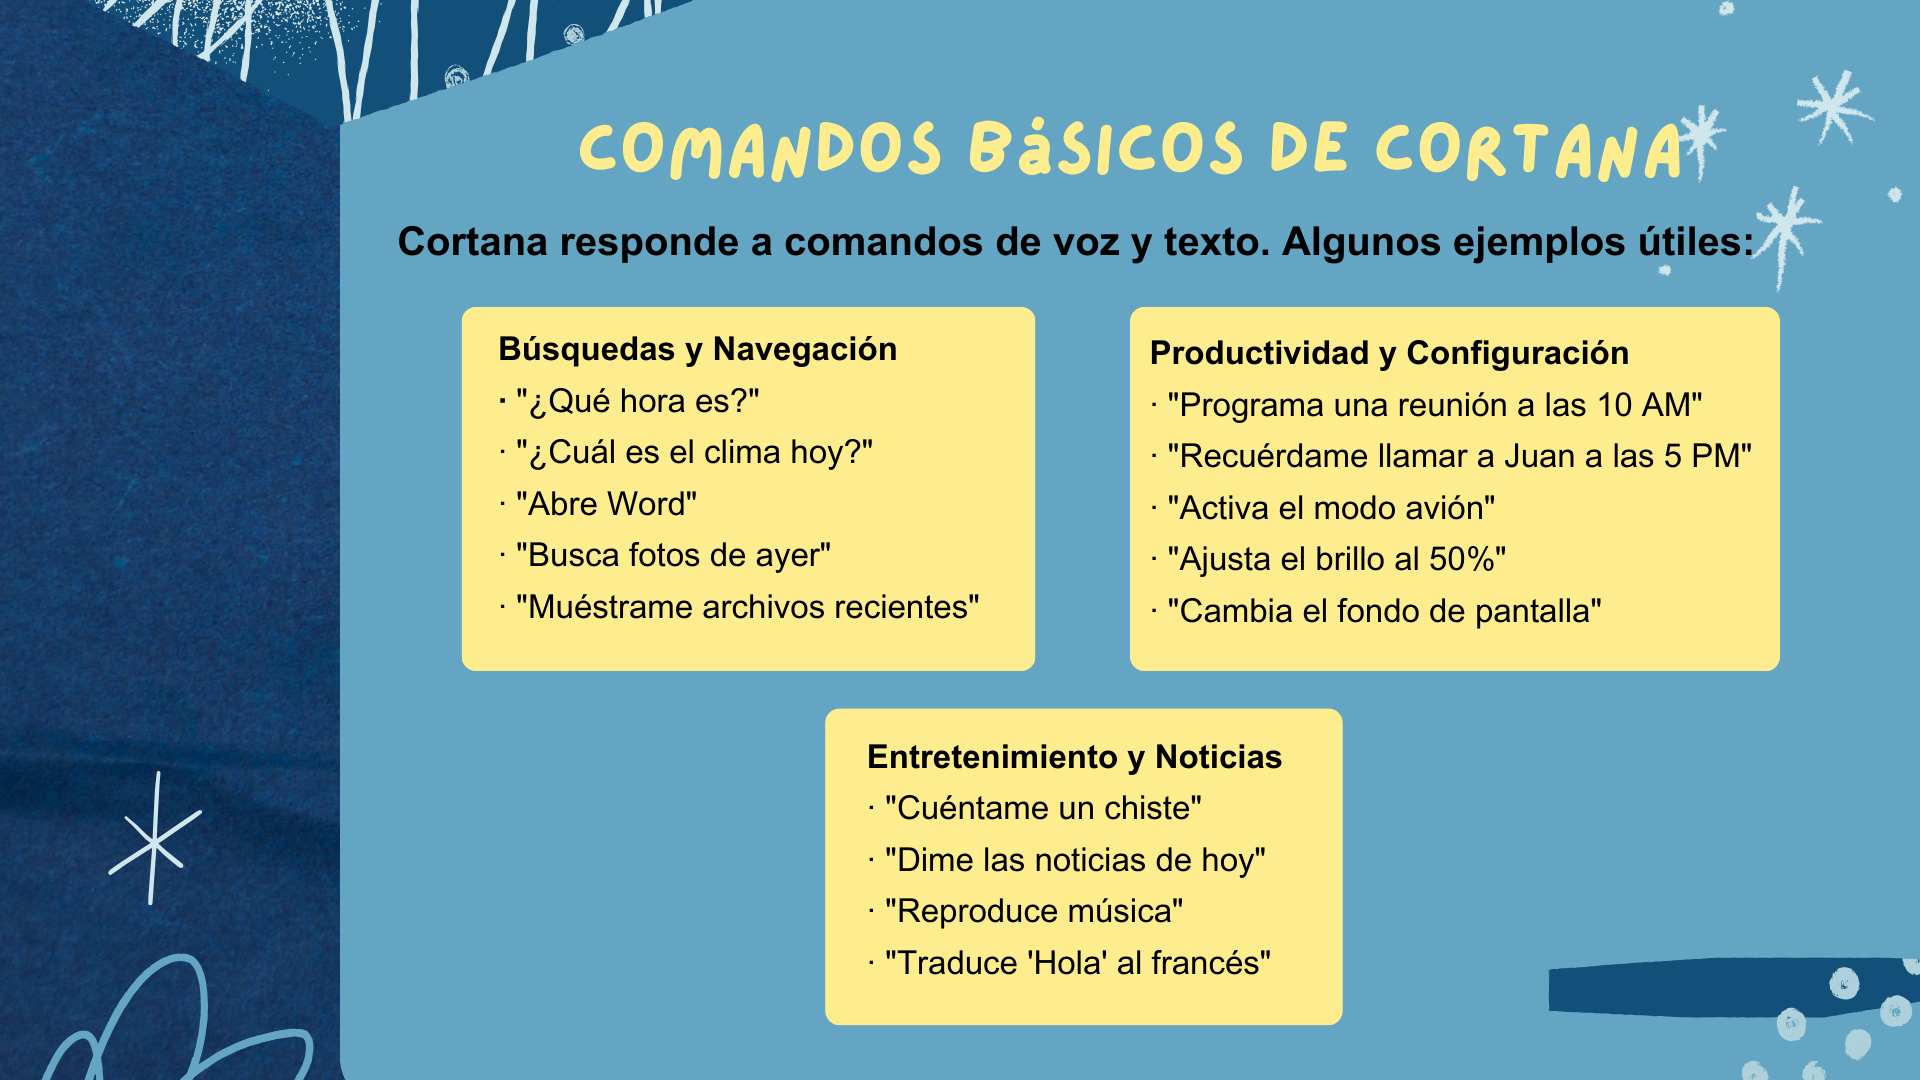 COMANDOS BáSICOS DE CORTANA
Cortana responde a comandos de voz y texto. Algunos ejemplos útiles:
Búsquedas y Navegación
· "¿Qué hora es?"
· "¿Cuál es el clima hoy?"
· "Abre Word"
· "Busca fotos de ayer"
· "Muéstrame archivos recientes"
Productividad y Configuración
· "Programa una reunión a las 10 AM"
· "Recuérdame llamar a Juan a las 5 PM"
· "Activa el modo avión"
· "Ajusta el brillo al 50%"
· "Cambia el fondo de pantalla"
Entretenimiento y Noticias
· "Cuéntame un chiste"
· "Dime las noticias de hoy"
· "Reproduce música"
· "Traduce 'Hola' al francés"